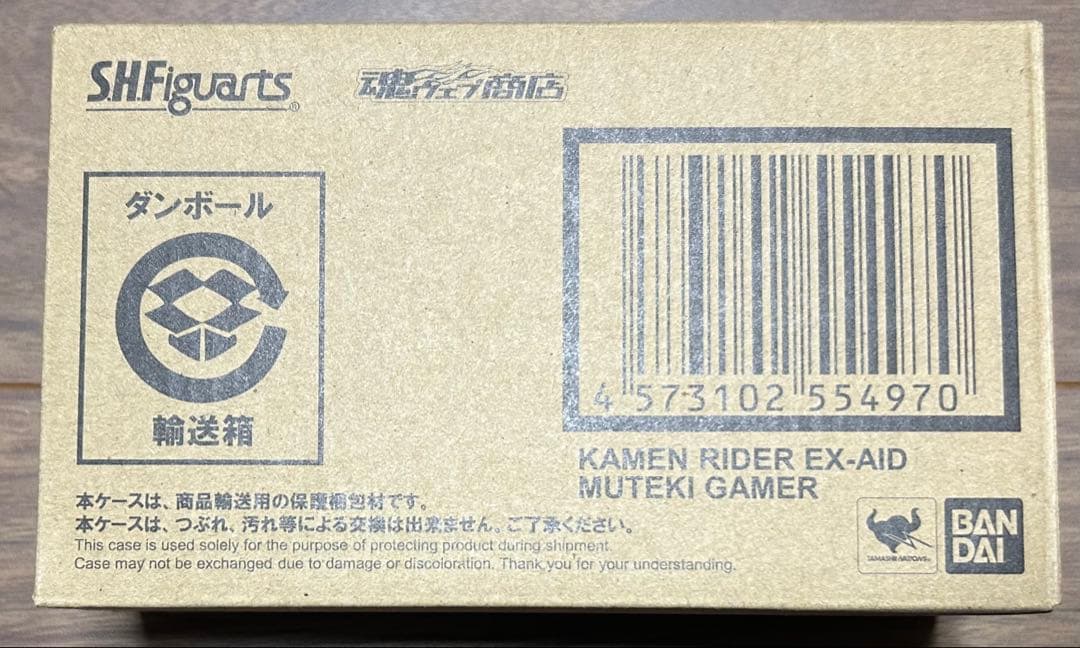 S.H.Figuarts®
魂ウェブ商店
ダンボール
輸送箱
4 573102 554970
KAMEN RIDER EX-AID
MUTEKI GAMER
本ケースは、商品輸送用の保護梱包材です。
本ケースは、つぶれ、汚れ等による交換は出来ません。ご了承ください。
This case is used solely for the purpose of protecting product during shipment.
Case may not be exchanged due to damage or discoloration. Thank you for your understanding.
TAMASHII NATIONS
BAN
DAI